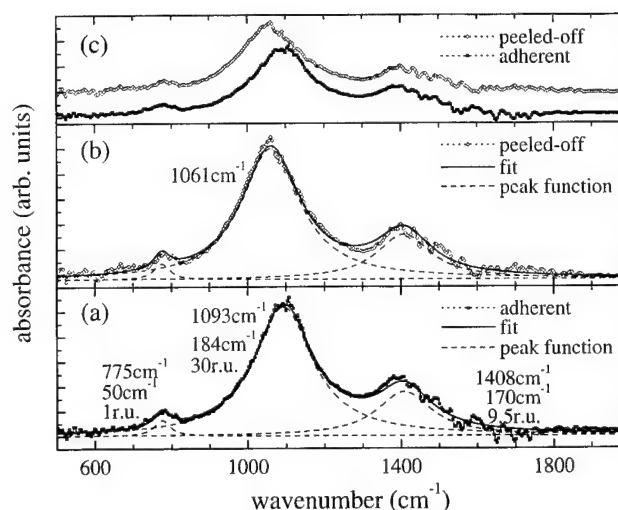 (c)
peeled-off
adherent
(b)
peeled-off
fit
peak function
1061cm⁻¹
(a)
adherent
fit
peak function
1093cm⁻¹
184cm⁻¹
30r.u.
775cm⁻¹
50cm⁻¹
1r.u.
1408cm⁻¹
170cm⁻¹
9.5r.u.
absorbance (arb. units)
600 1000 1400 1800
wavenumber (cm⁻¹)